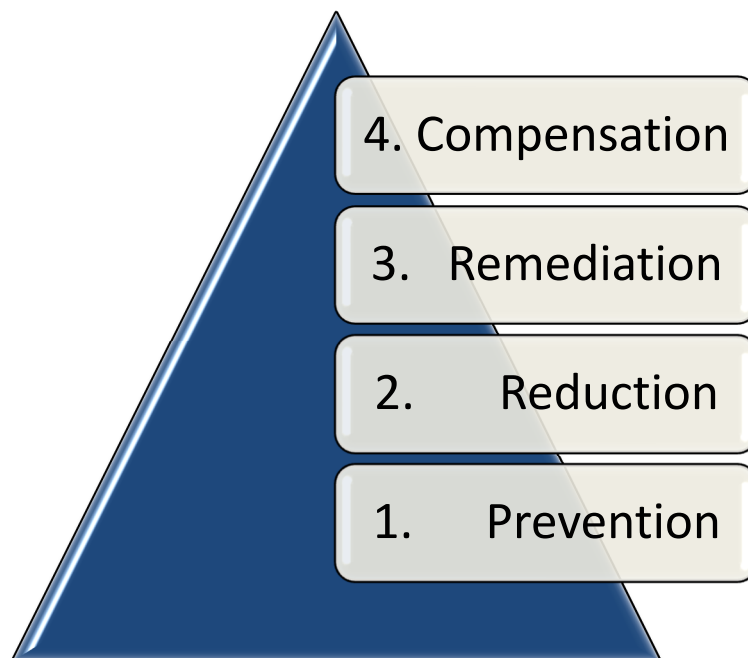 4. Compensation
3. Remediation
2. Reduction
1. Prevention